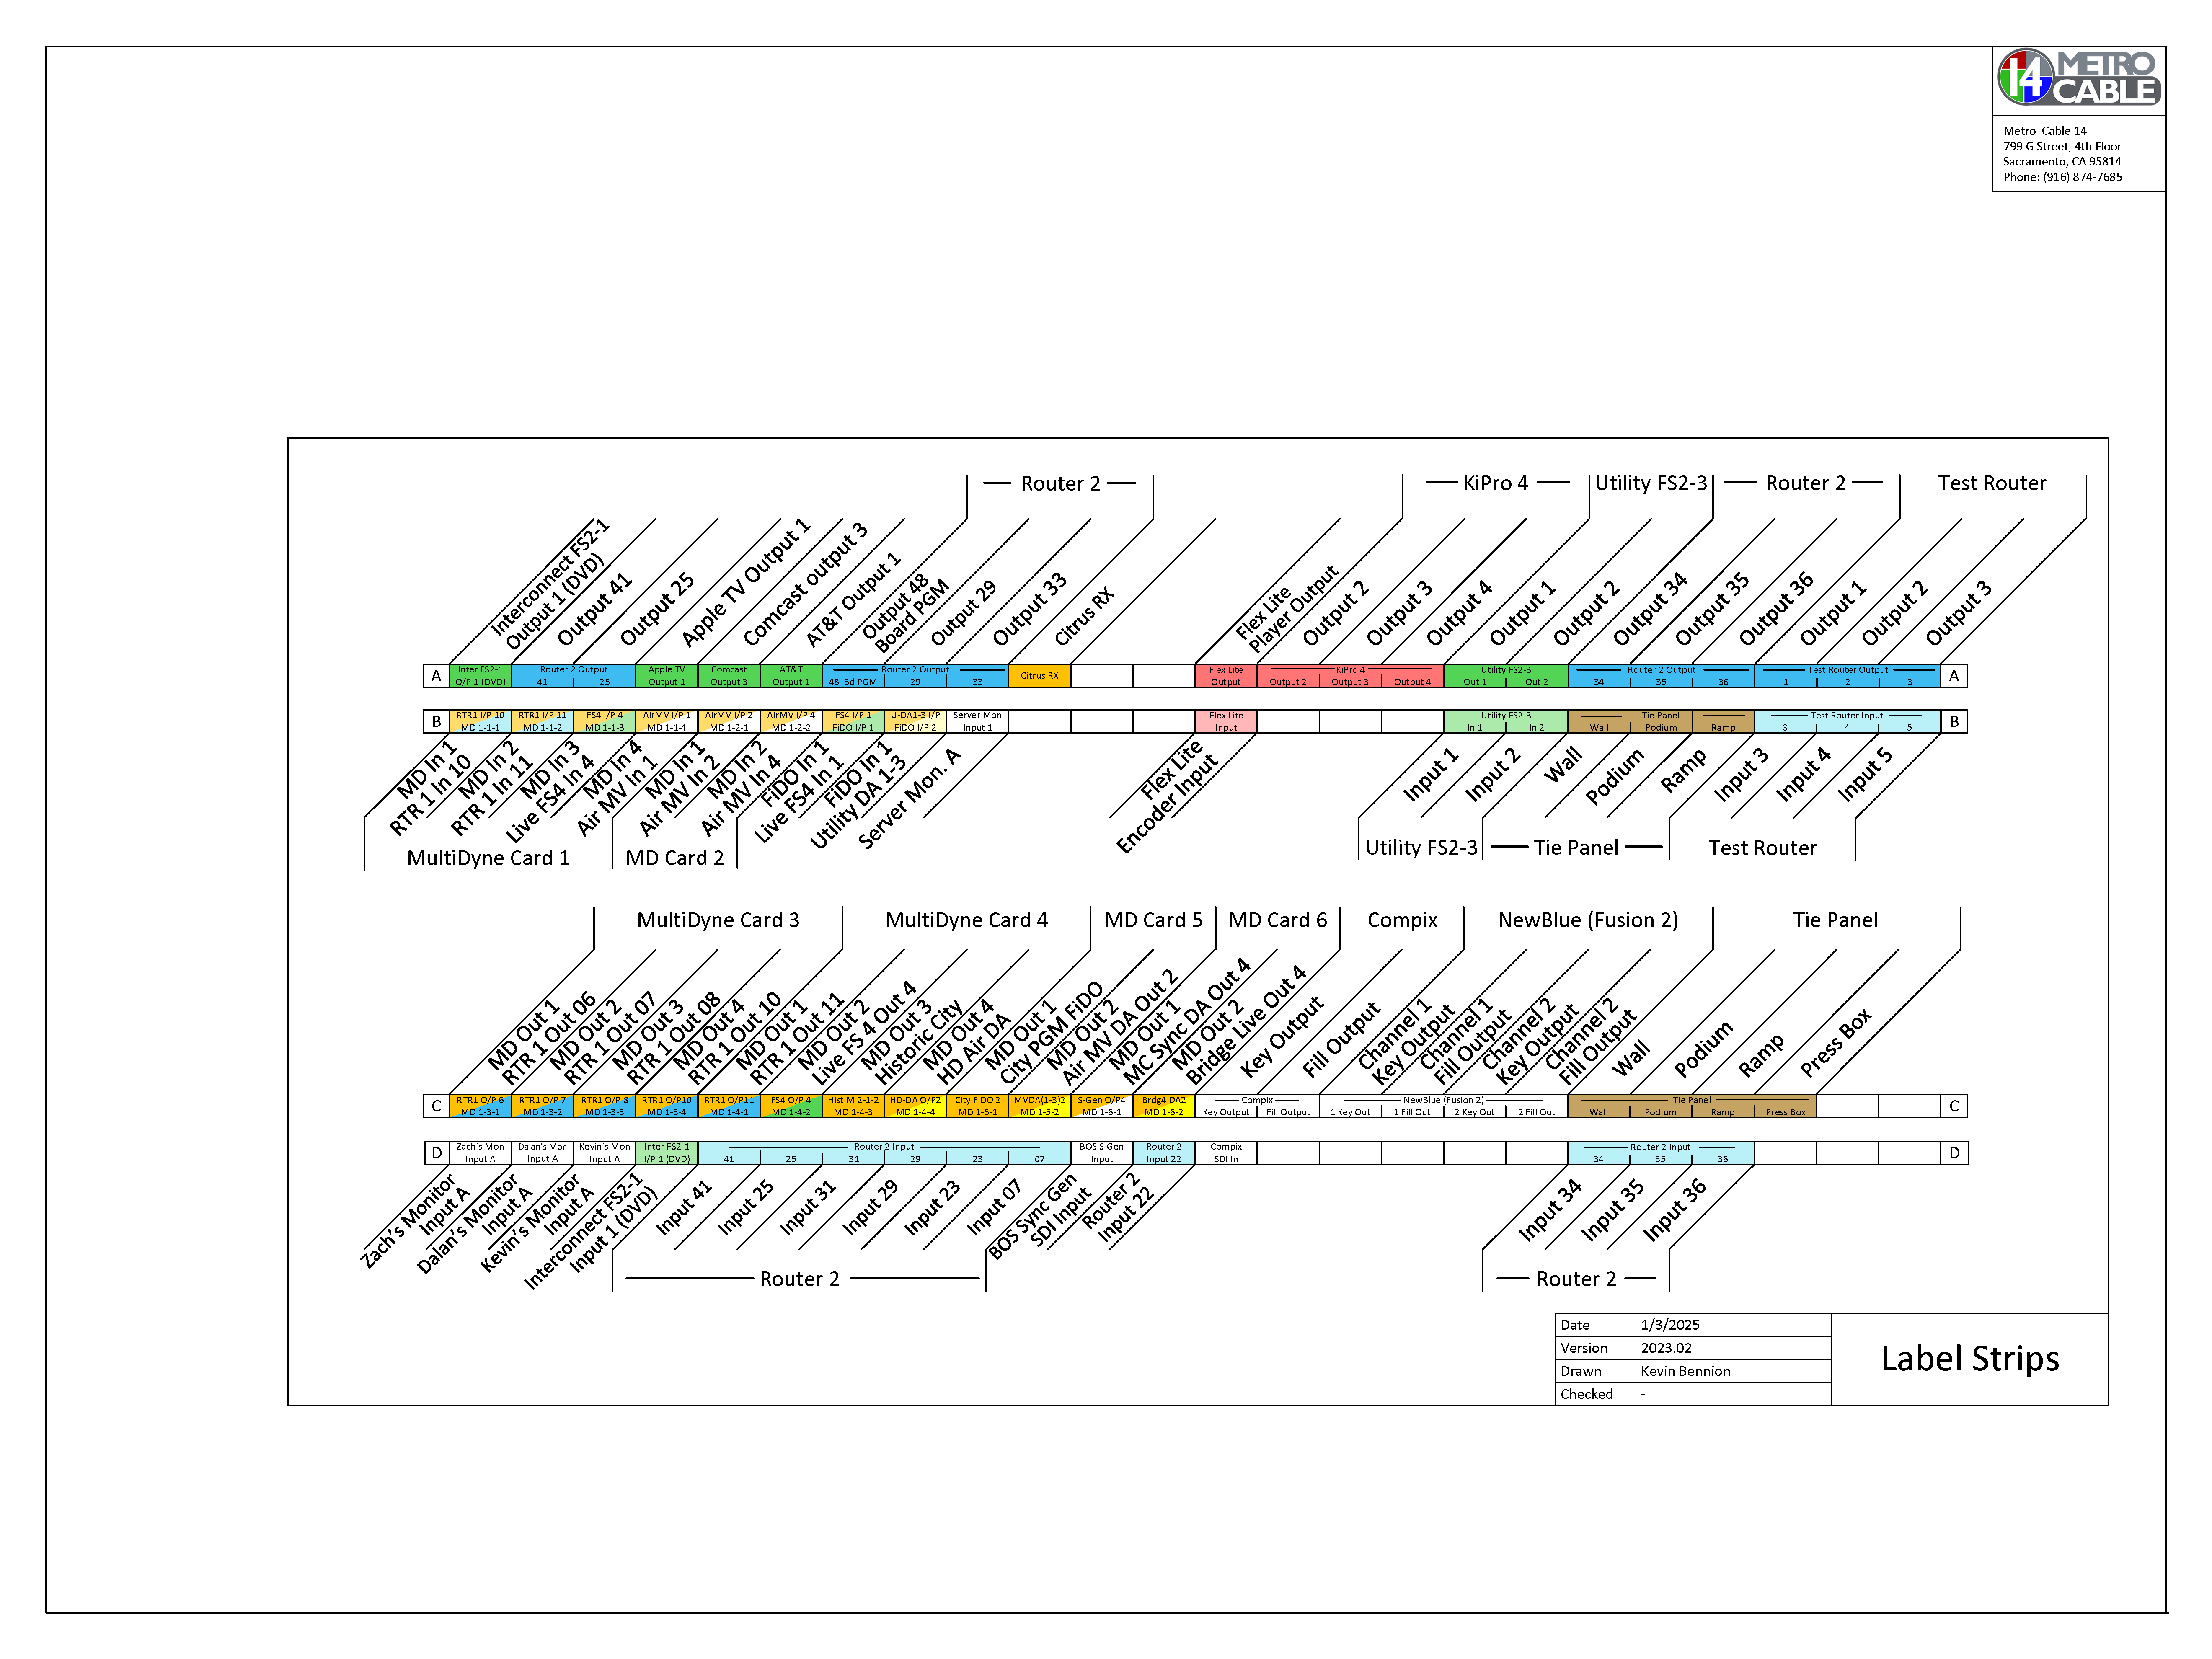 14 METRO
CABLE
Metro Cable 14
799 G Street, 4th Floor
Sacramento, CA 95814
Phone: (916) 874-7685
Router 2
KiPro 4
Utility FS2-3
Router 2
Test Router
Interconnect FS2-1
Output 1 (DVD)
Output 41
Output 25
Apple TV Output 1
Comcast output 3
AT&T Output 1
Output 48
Board PGM
Output 29
Output 33
Citrus RX
Flex Lite
Player Output
Output 2
Output 3
Output 4
Output 1
Output 2
Output 34
Output 35
Output 36
Output 1
Output 2
Output 3
A
Inter FS2-1
O/P 1 (DVD)
Router 2 Output
41 25
Apple TV
Output 1
Comcast
Output 3
AT&T
Output 1
Router 2 Output
48 Bd PGM 29 33
Citrus RX
Flex Lite
Output
KiPro 4
Output 2 Output 3 Output 4
Utility FS2-3
Out 1 Out 2
Router 2 Output
34 35 36
Test Router Output
1 2 3
A
B
RTR1 I/P 10
MD 1-1-1
RTR1 I/P 11
MD 1-1-2
FS4 I/P 4
MD 1-1-3
AirMV I/P 1
MD 1-1-4
AirMV I/P 2
MD 1-2-1
AirMV I/P 4
MD 1-2-2
FS4 I/P 1
FiDO I/P 1
U-DA1-3 I/P
FiDO I/P 2
Server Mon
Input 1
Flex Lite
Input
Utility FS2-3
In 1 In 2
Tie Panel
Wall Podium Ramp
Test Router Input
3 4 5
B
MD In 1
RTR 1 In 10
MD In 2
RTR 1 In 11
MD In 3
Live FS4 In 4
MD In 4
Air MV In 1
MD In 1
Air MV In 2
MD In 2
Air MV In 4
FiDO In 1
Live FS4 In 1
FiDO In 1
Utility DA 1-3
Server Mon. A
Flex Lite
Encoder Input
Input 1
Input 2
Wall
Podium
Ramp
Input 3
Input 4
Input 5
MultiDyne Card 1
MD Card 2
Utility FS2-3
Tie Panel
Test Router
MultiDyne Card 3
MultiDyne Card 4
MD Card 5
MD Card 6
Compix
NewBlue (Fusion 2)
Tie Panel
MD Out 1
RTR 1 Out 06
MD Out 2
RTR 1 Out 07
MD Out 3
RTR 1 Out 08
MD Out 4
RTR 1 Out 10
MD Out 1
RTR 1 Out 11
MD Out 2
Live FS 4 Out 4
MD Out 3
Historic City
MD Out 4
HD Air DA
MD Out 1
City PGM FiDO
MD Out 2
Air MV DA Out 2
MD Out 1
MC Sync DA Out 4
MD Out 2
Bridge Live Out 4
Key Output
Fill Output
Channel 1
Key Output
Channel 1
Fill Output
Channel 2
Key Output
Channel 2
Fill Output
Wall
Podium
Ramp
Press Box
C
RTR1 O/P 6
MD 1-3-1
RTR1 O/P 7
MD 1-3-2
RTR1 O/P 8
MD 1-3-3
RTR1 O/P10
MD 1-3-4
RTR1 O/P11
MD 1-4-1
FS4 O/P 4
MD 1-4-2
Hist M 2-1-2
MD 1-4-3
HD-DA O/P2
MD 1-4-4
City FiDO 2
MD 1-5-1
MVDA(1-3)2
MD 1-5-2
S-Gen O/P4
MD 1-6-1
Brdg4 DA2
MD 1-6-2
Compix
Key Output Fill Output
NewBlue (Fusion 2)
1 Key Out 1 Fill Out 2 Key Out 2 Fill Out
Tie Panel
Wall Podium Ramp Press Box
C
D
Zach's Mon
Input A
Dalan's Mon
Input A
Kevin's Mon
Input A
Inter FS2-1
I/P 1 (DVD)
Router 2 Input
41 25 31 29 23 07
BOS S-Gen
Input
Router 2
Input 22
Compix
SDI In
Router 2 Input
34 35 36
D
Zach's Monitor
Input A
Dalan's Monitor
Input A
Kevin's Monitor
Input A
Interconnect FS2-1
Input 1 (DVD)
Input 41
Input 25
Input 31
Input 29
Input 23
Input 07
BOS Sync Gen
SDI Input
Router 2
Input 22
Input 34
Input 35
Input 36
Router 2
Router 2
Date 1/3/2025
Version 2023.02
Drawn Kevin Bennion
Checked -
Label Strips